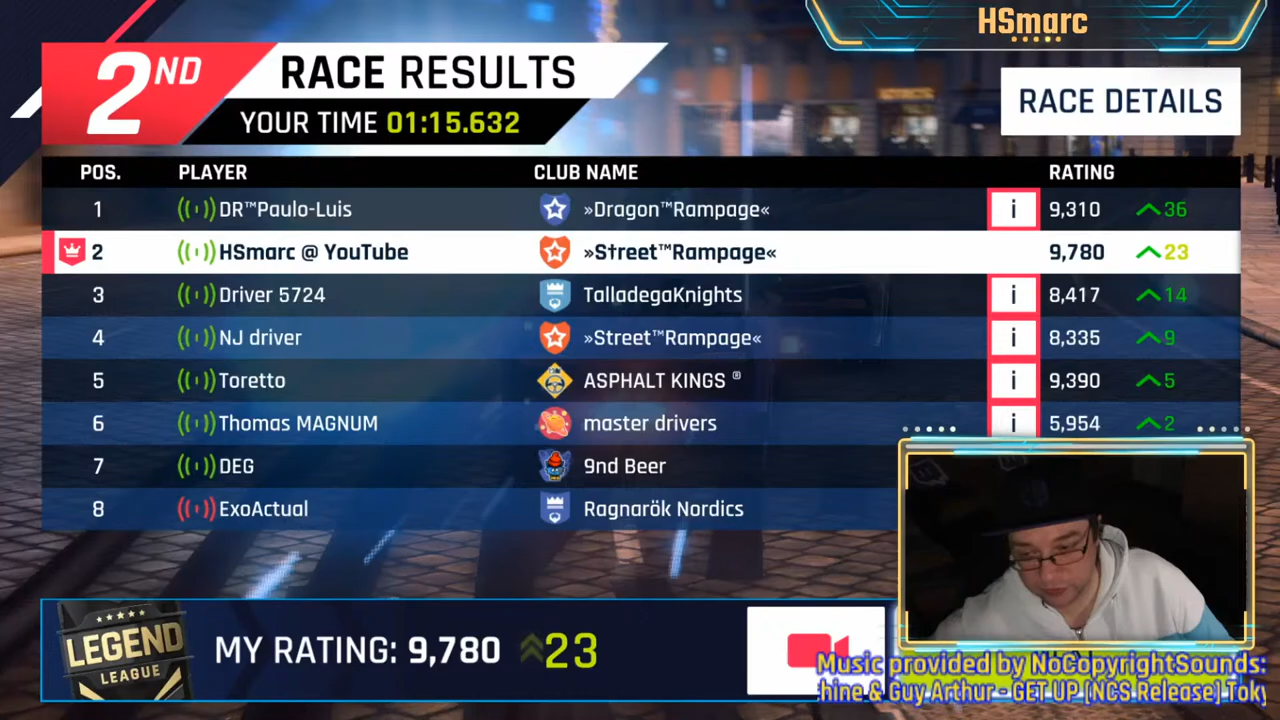 HSmarc
2ND
RACE RESULTS
YOUR TIME 01:15.632
RACE DETAILS
POS. PLAYER CLUB NAME RATING
1 DR™Paulo-Luis »Dragon™Rampage« i 9,310 36
2 HSmarc @ YouTube »Street™Rampage« 9,780 23
3 Driver 5724 TalladegaKnights i 8,417 14
4 NJ driver »Street™Rampage« i 8,335 9
5 Toretto ASPHALT KINGS ® i 9,390 5
6 Thomas MAGNUM master drivers i 5,954 2
7 DEG 9nd Beer
8 ExoActual Ragnarök Nordics
LEGEND
LEAGUE
MY RATING: 9,780 23
Music provided by NoCopyrightSounds:
hine & Guy Arthur - GET UP [NCS Release] Toky